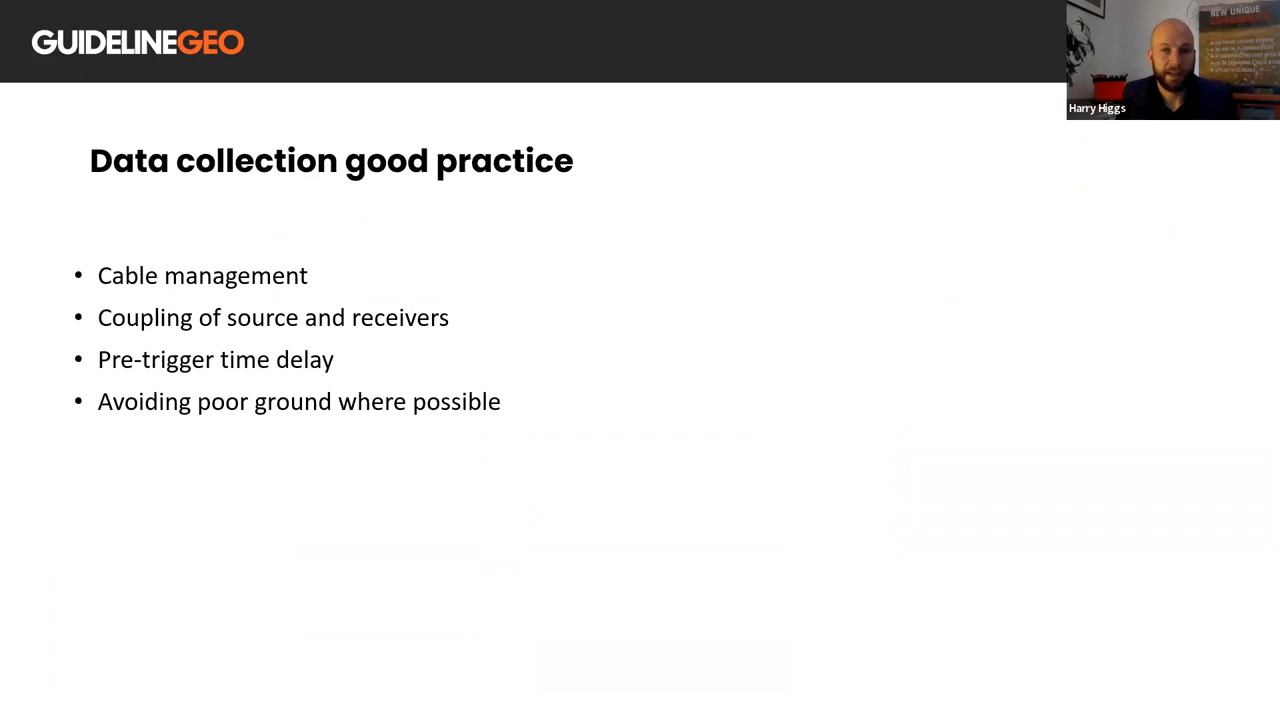 GUIDELINEGEO
NEW UNIQUE
Harry Higgs
Data collection good practice
• Cable management
• Coupling of source and receivers
• Pre-trigger time delay
• Avoiding poor ground where possible